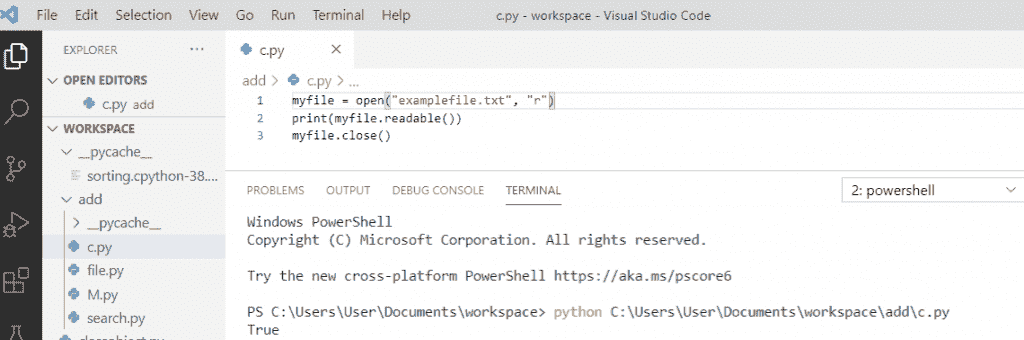 File Edit Selection View Go Run Terminal Help c.py - workspace - Visual Studio Code
EXPLORER ...
OPEN EDITORS
c.py add
WORKSPACE
__pycache__
sorting.cpython-38....
add
__pycache__
c.py
file.py
M.py
search.py
c.py
add > c.py > ...
1 myfile = open("examplefile.txt", "r")
2 print(myfile.readable())
3 myfile.close()
PROBLEMS OUTPUT DEBUG CONSOLE TERMINAL 2: powershell
Windows PowerShell
Copyright (C) Microsoft Corporation. All rights reserved.
Try the new cross-platform PowerShell https://aka.ms/pscore6
PS C:\Users\User\Documents\workspace> python C:\Users\User\Documents\workspace\add\c.py
True